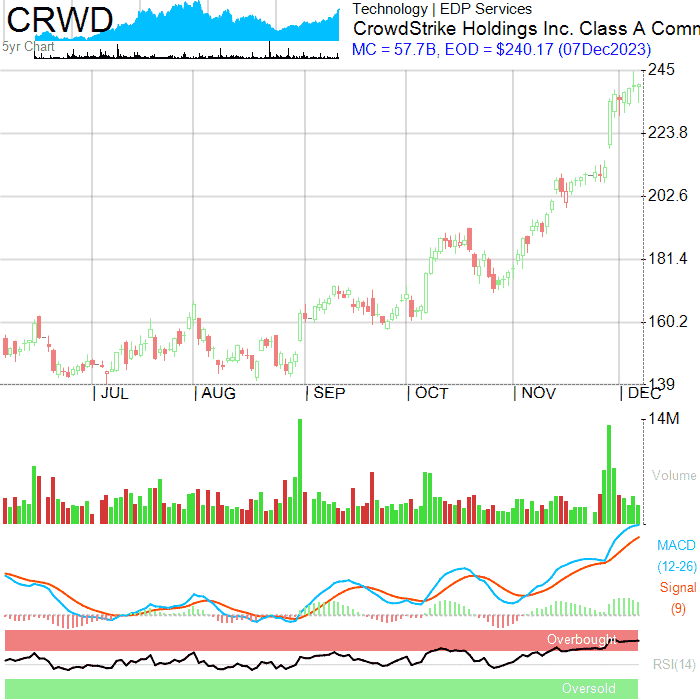 CRWD
5yr Chart
Technology | EDP Services
CrowdStrike Holdings Inc. Class A Comm
MC = 57.7B, EOD = $240.17 (07Dec2023)
245
223.8
202.6
181.4
160.2
139
JUL
AUG
SEP
OCT
NOV
DEC
14M
Volume
MACD
(12-26)
Signal
(9)
Overbought
RSI(14)
Oversold